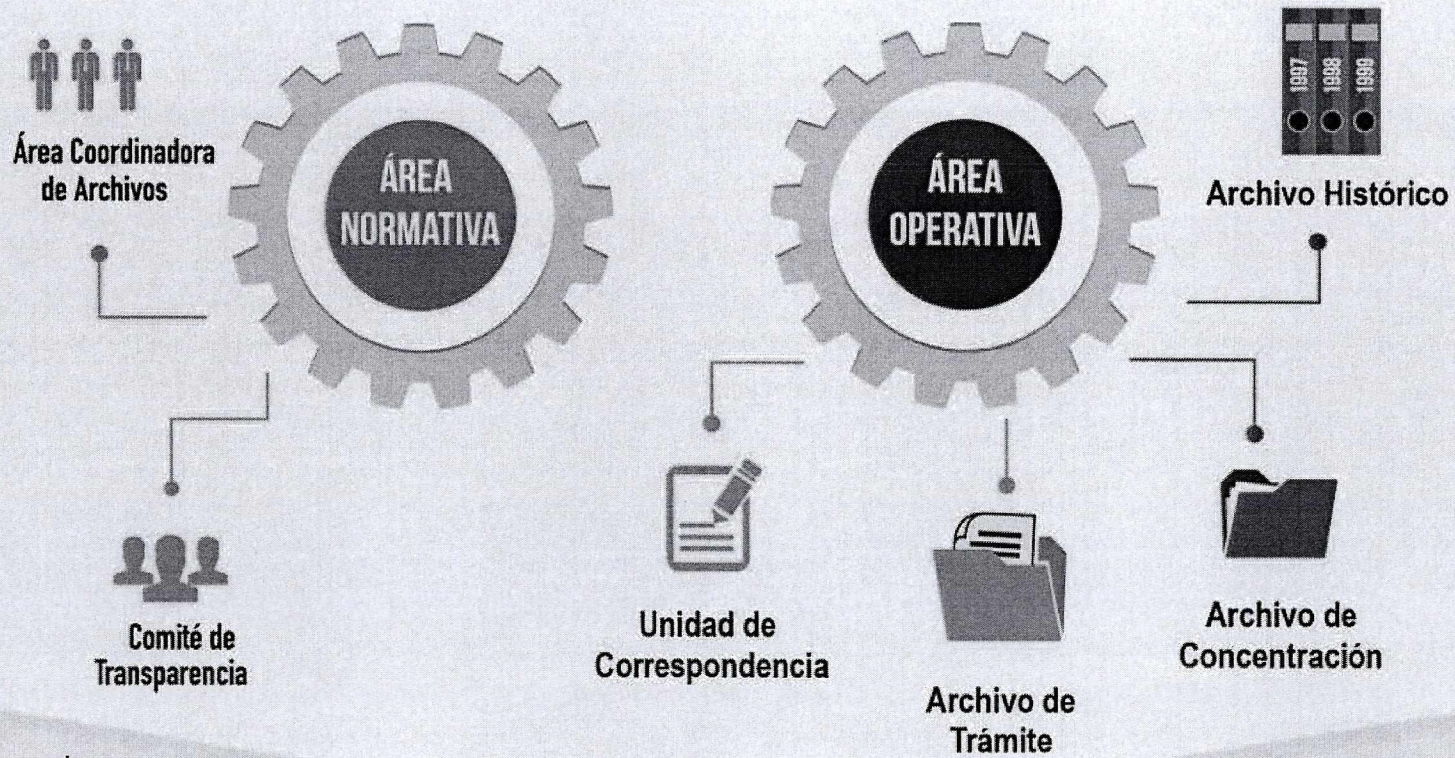 Área Coordinadora
de Archivos
ÁREA
NORMATIVA
Comité de
Transparencia
ÁREA
OPERATIVA
1997
1998
1999
Archivo Histórico
Unidad de
Correspondencia
Archivo de
Trámite
Archivo de
Concentración